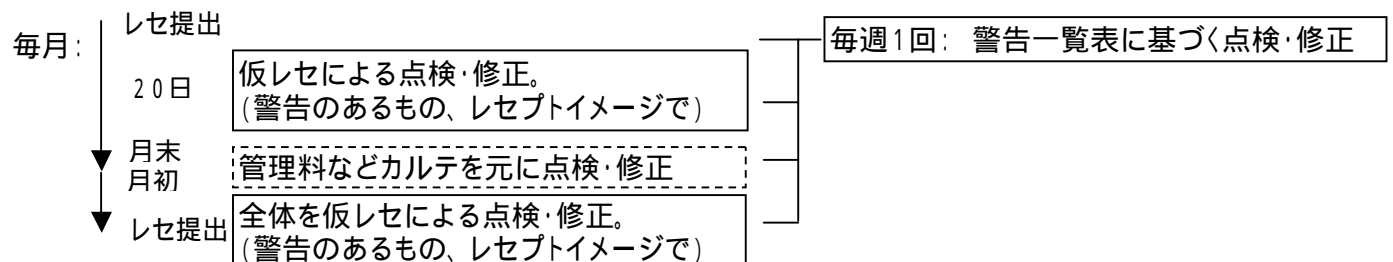 毎月:
レセ提出
毎週1回: 警告一覧表に基づく点検・修正
20日
仮レセによる点検・修正。
(警告のあるもの、レセプトイメージで)
月末
月初
管理料などカルテを元に点検・修正
レセ提出
全体を仮レセによる点検・修正。
(警告のあるもの、レセプトイメージで)